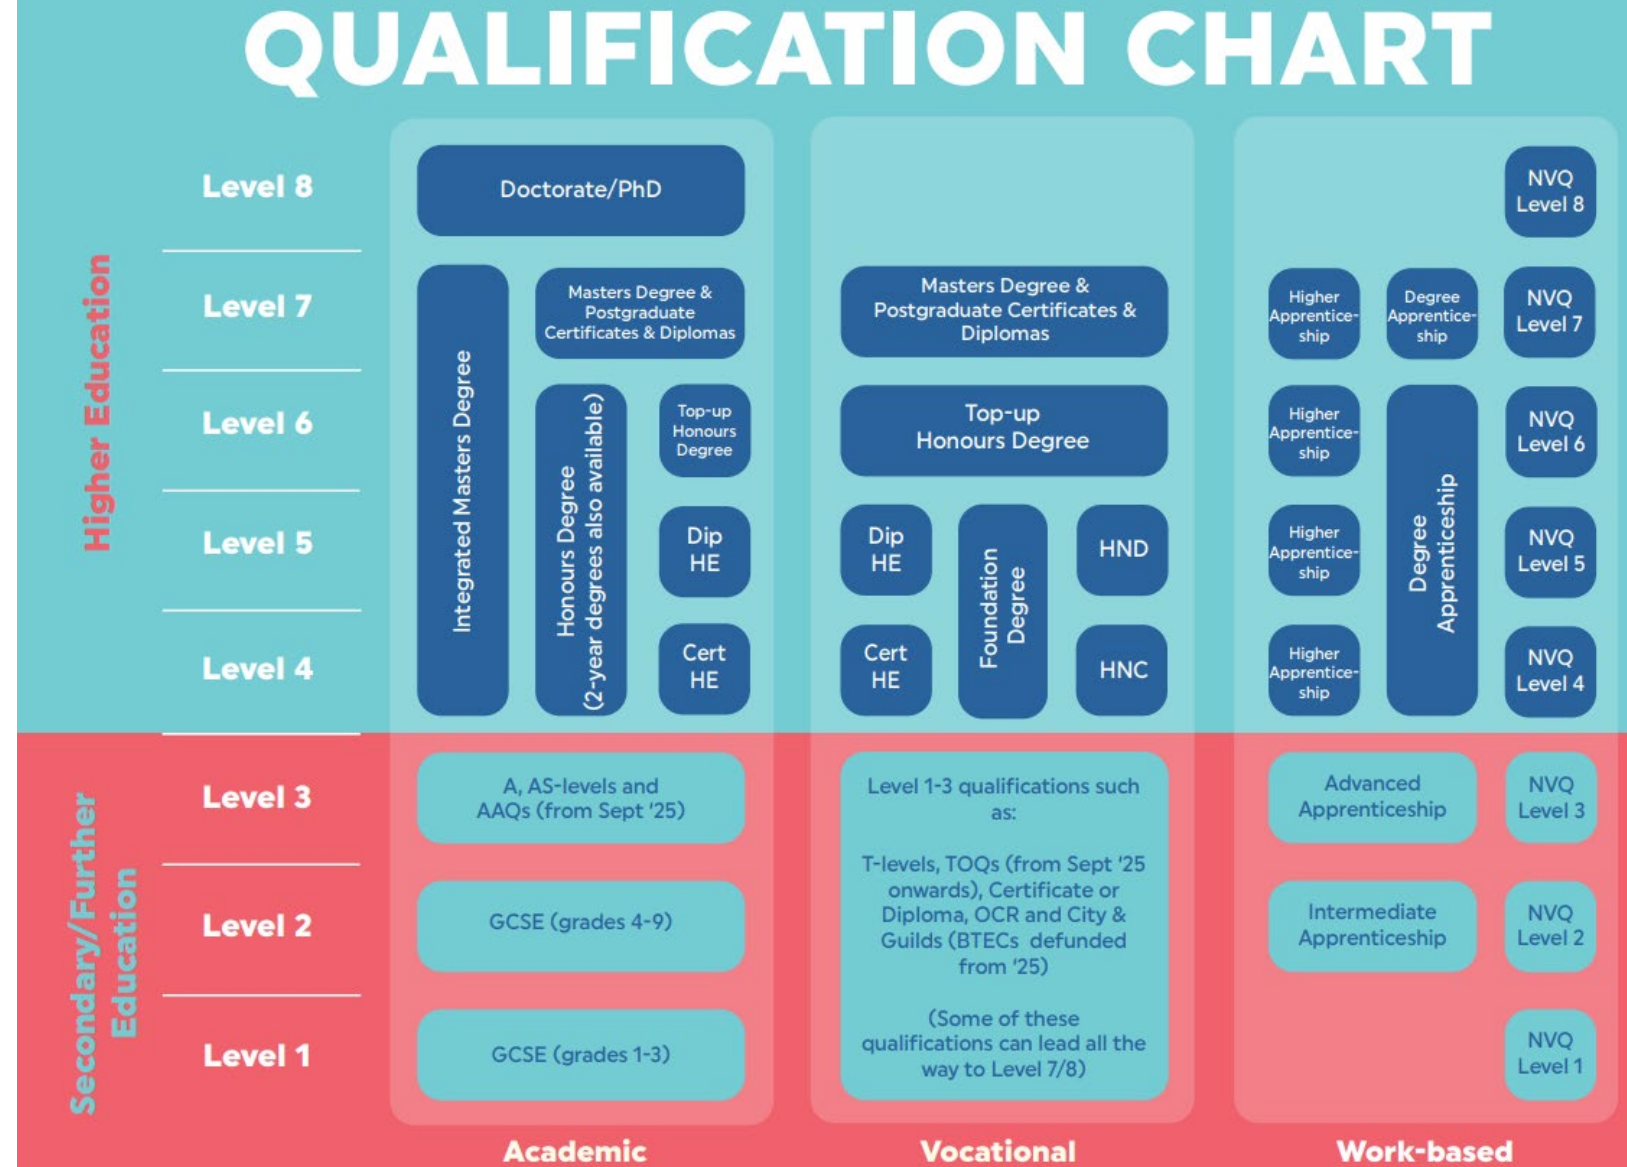 QUALIFICATION CHART
Higher Education
Level 8
Level 7
Level 6
Level 5
Level 4
Secondary/Further
Education
Level 3
Level 2
Level 1
Doctorate/PhD
Integrated Masters Degree
Masters Degree &
Postgraduate
Certificates & Diplomas
Honours Degree
(2-year degrees also available)
Top-up
Honours
Degree
Dip
HE
Cert
HE
A, AS-levels and
AAQs (from Sept '25)
GCSE (grades 4-9)
GCSE (grades 1-3)
Academic
Masters Degree &
Postgraduate Certificates &
Diplomas
Top-up
Honours Degree
Dip
HE
Foundation
Degree
HND
Cert
HE
HNC
Level 1-3 qualifications such
as:
T-levels, TOQs (from Sept '25
onwards), Certificate or
Diploma, OCR and City &
Guilds (BTECs defunded
from '25)
(Some of these
qualifications can lead all the
way to Level 7/8)
Vocational
NVQ
Level 8
Higher
Apprentice-
ship
Degree
Apprentice-
ship
NVQ
Level 7
Higher
Apprentice-
ship
Degree
Apprenticeship
NVQ
Level 6
Higher
Apprentice-
ship
NVQ
Level 5
Higher
Apprentice-
ship
NVQ
Level 4
Advanced
Apprenticeship
NVQ
Level 3
Intermediate
Apprenticeship
NVQ
Level 2
NVQ
Level 1
Work-based